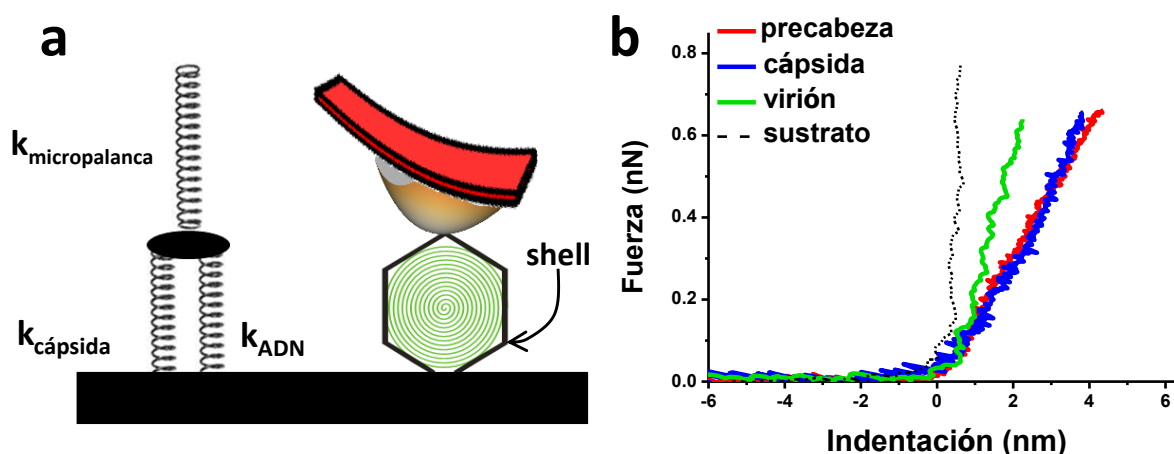 a
k micropalanca
k cápsida
k ADN
shell
b
precabeza
cápsida
virión
sustrato
Fuerza (nN)
0.8
0.6
0.4
0.2
0.0
-6 -4 -2 0 2 4 6
Indentación (nm)